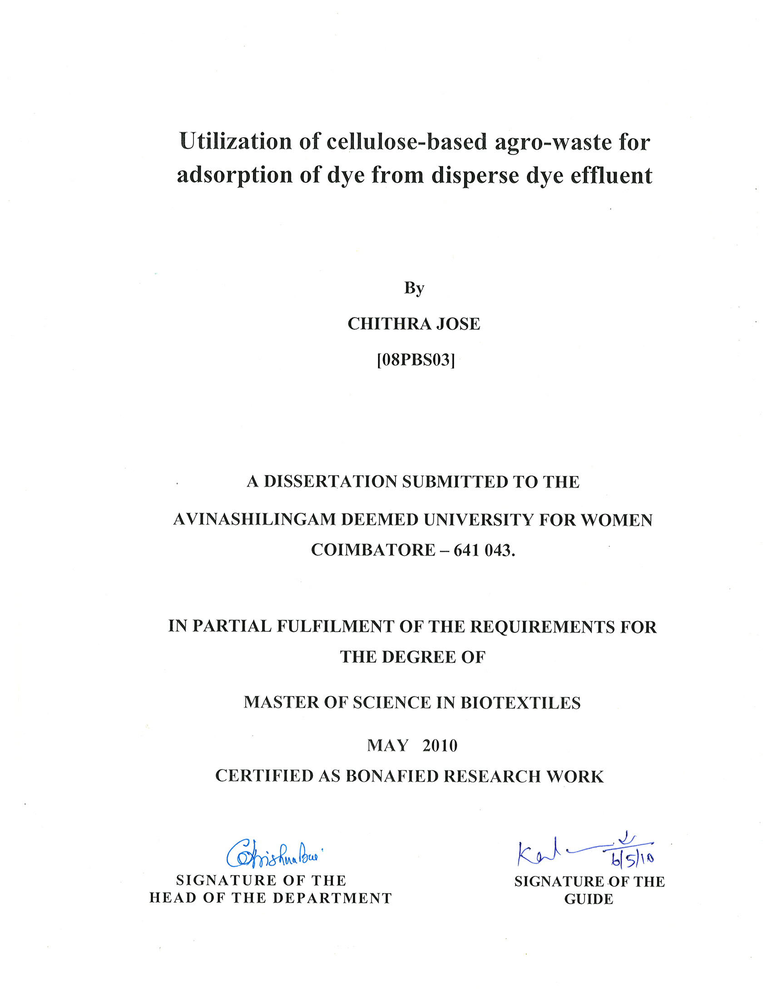 Utilization of cellulose-based agro-waste for
adsorption of dye from disperse dye effluent
By
CHITHRA JOSE
[08PBS03]
A DISSERTATION SUBMITTED TO THE
AVINASHILINGAM DEEMED UNIVERSITY FOR WOMEN
COIMBATORE – 641 043.
IN PARTIAL FULFILMENT OF THE REQUIREMENTS FOR
THE DEGREE OF
MASTER OF SCIENCE IN BIOTEXTILES
MAY 2010
CERTIFIED AS BONAFIED RESEARCH WORK
6/5/10
SIGNATURE OF THE
HEAD OF THE DEPARTMENT
SIGNATURE OF THE
GUIDE